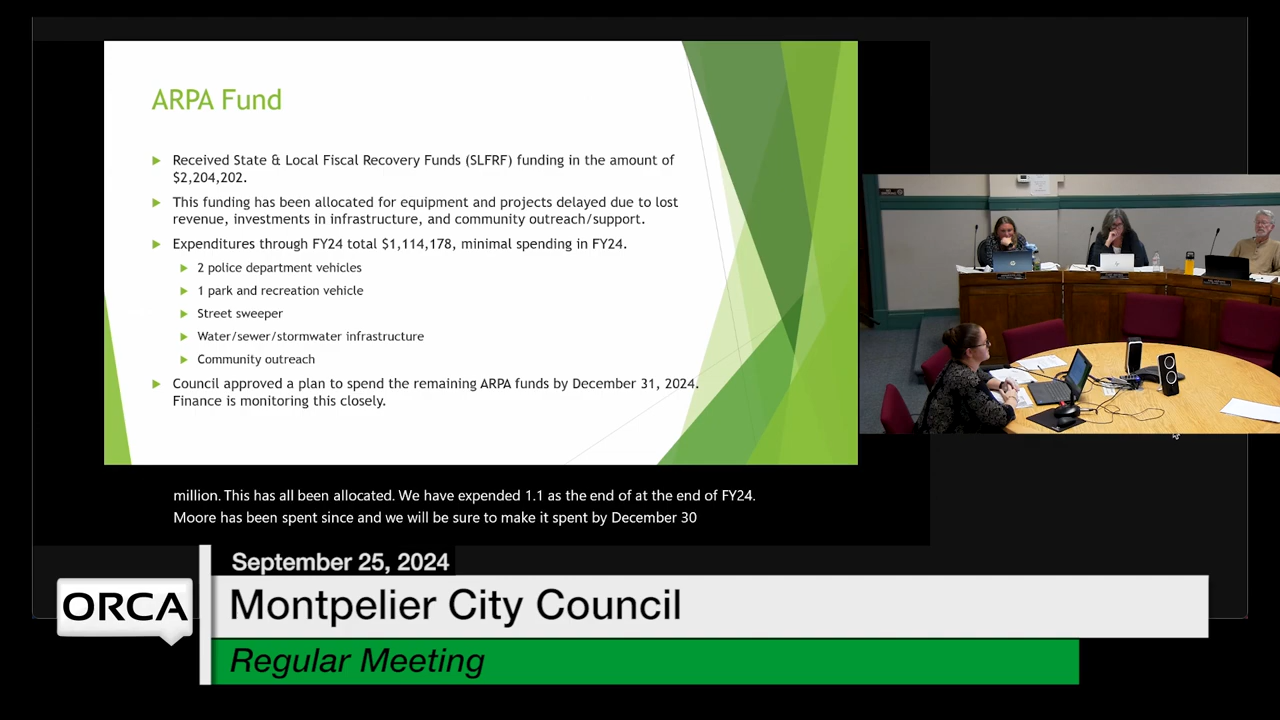 ARPA Fund
Received State & Local Fiscal Recovery Funds (SLFRF) funding in the amount of
$2,204,202.
This funding has been allocated for equipment and projects delayed due to lost
revenue, investments in infrastructure, and community outreach/support.
Expenditures through FY24 total $1,114,178, minimal spending in FY24.
2 police department vehicles
1 park and recreation vehicle
Street sweeper
Water/sewer/stormwater infrastructure
Community outreach
Council approved a plan to spend the remaining ARPA funds by December 31, 2024.
Finance is monitoring this closely.
million. This has all been allocated. We have expended 1.1 as the end of at the end of FY24.
Moore has been spent since and we will be sure to make it spent by December 30
September 25, 2024
ORCA
Montpelier City Council
Regular Meeting